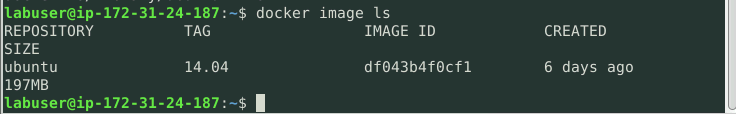 labuser@ip-172-31-24-187:~$ docker image ls
REPOSITORY TAG IMAGE ID CREATED
SIZE
ubuntu 14.04 df043b4f0cf1 6 days ago
197MB
labuser@ip-172-31-24-187:~$